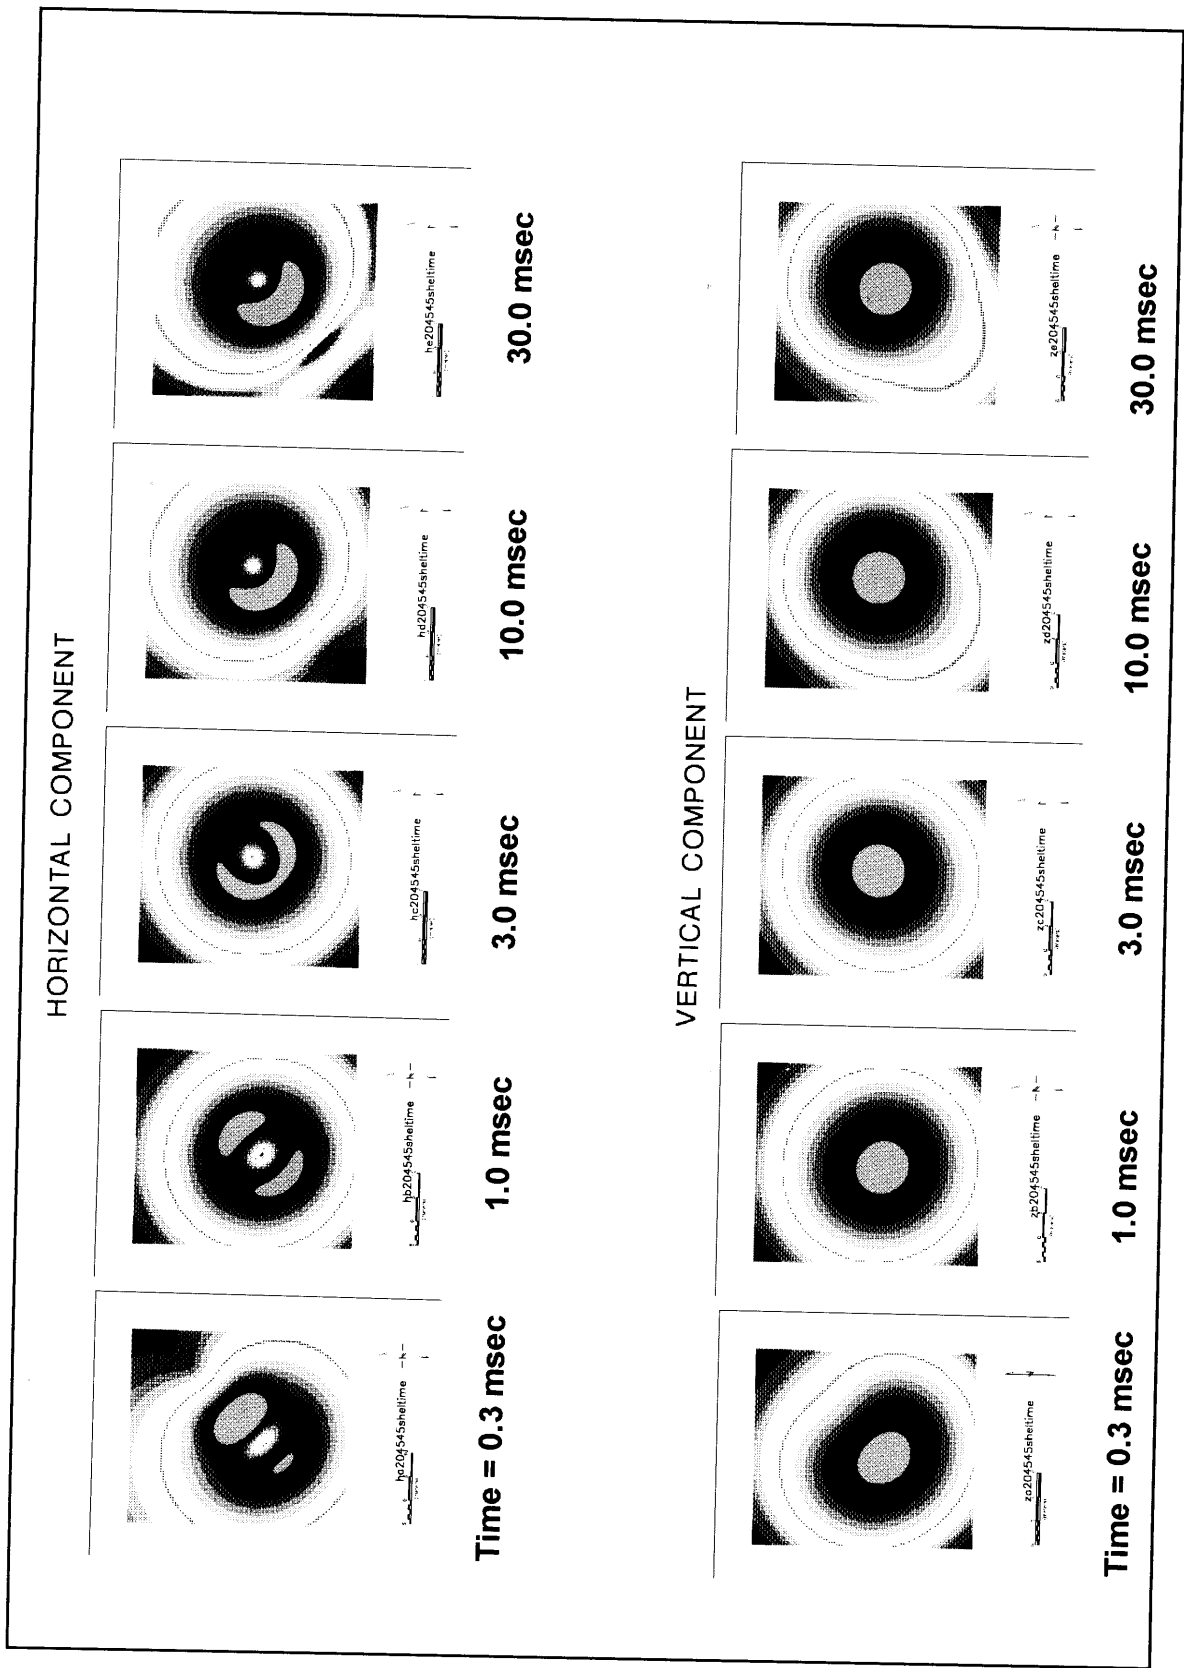 HORIZONTAL COMPONENT
ha204545sheltime
hb204545sheltime
hc204545sheltime
hd204545sheltime
he204545sheltime
Time = 0.3 msec
1.0 msec
3.0 msec
10.0 msec
30.0 msec
VERTICAL COMPONENT
za204545sheltime
zb204545sheltime
zc204545sheltime
zd204545sheltime
ze204545sheltime
Time = 0.3 msec
1.0 msec
3.0 msec
10.0 msec
30.0 msec